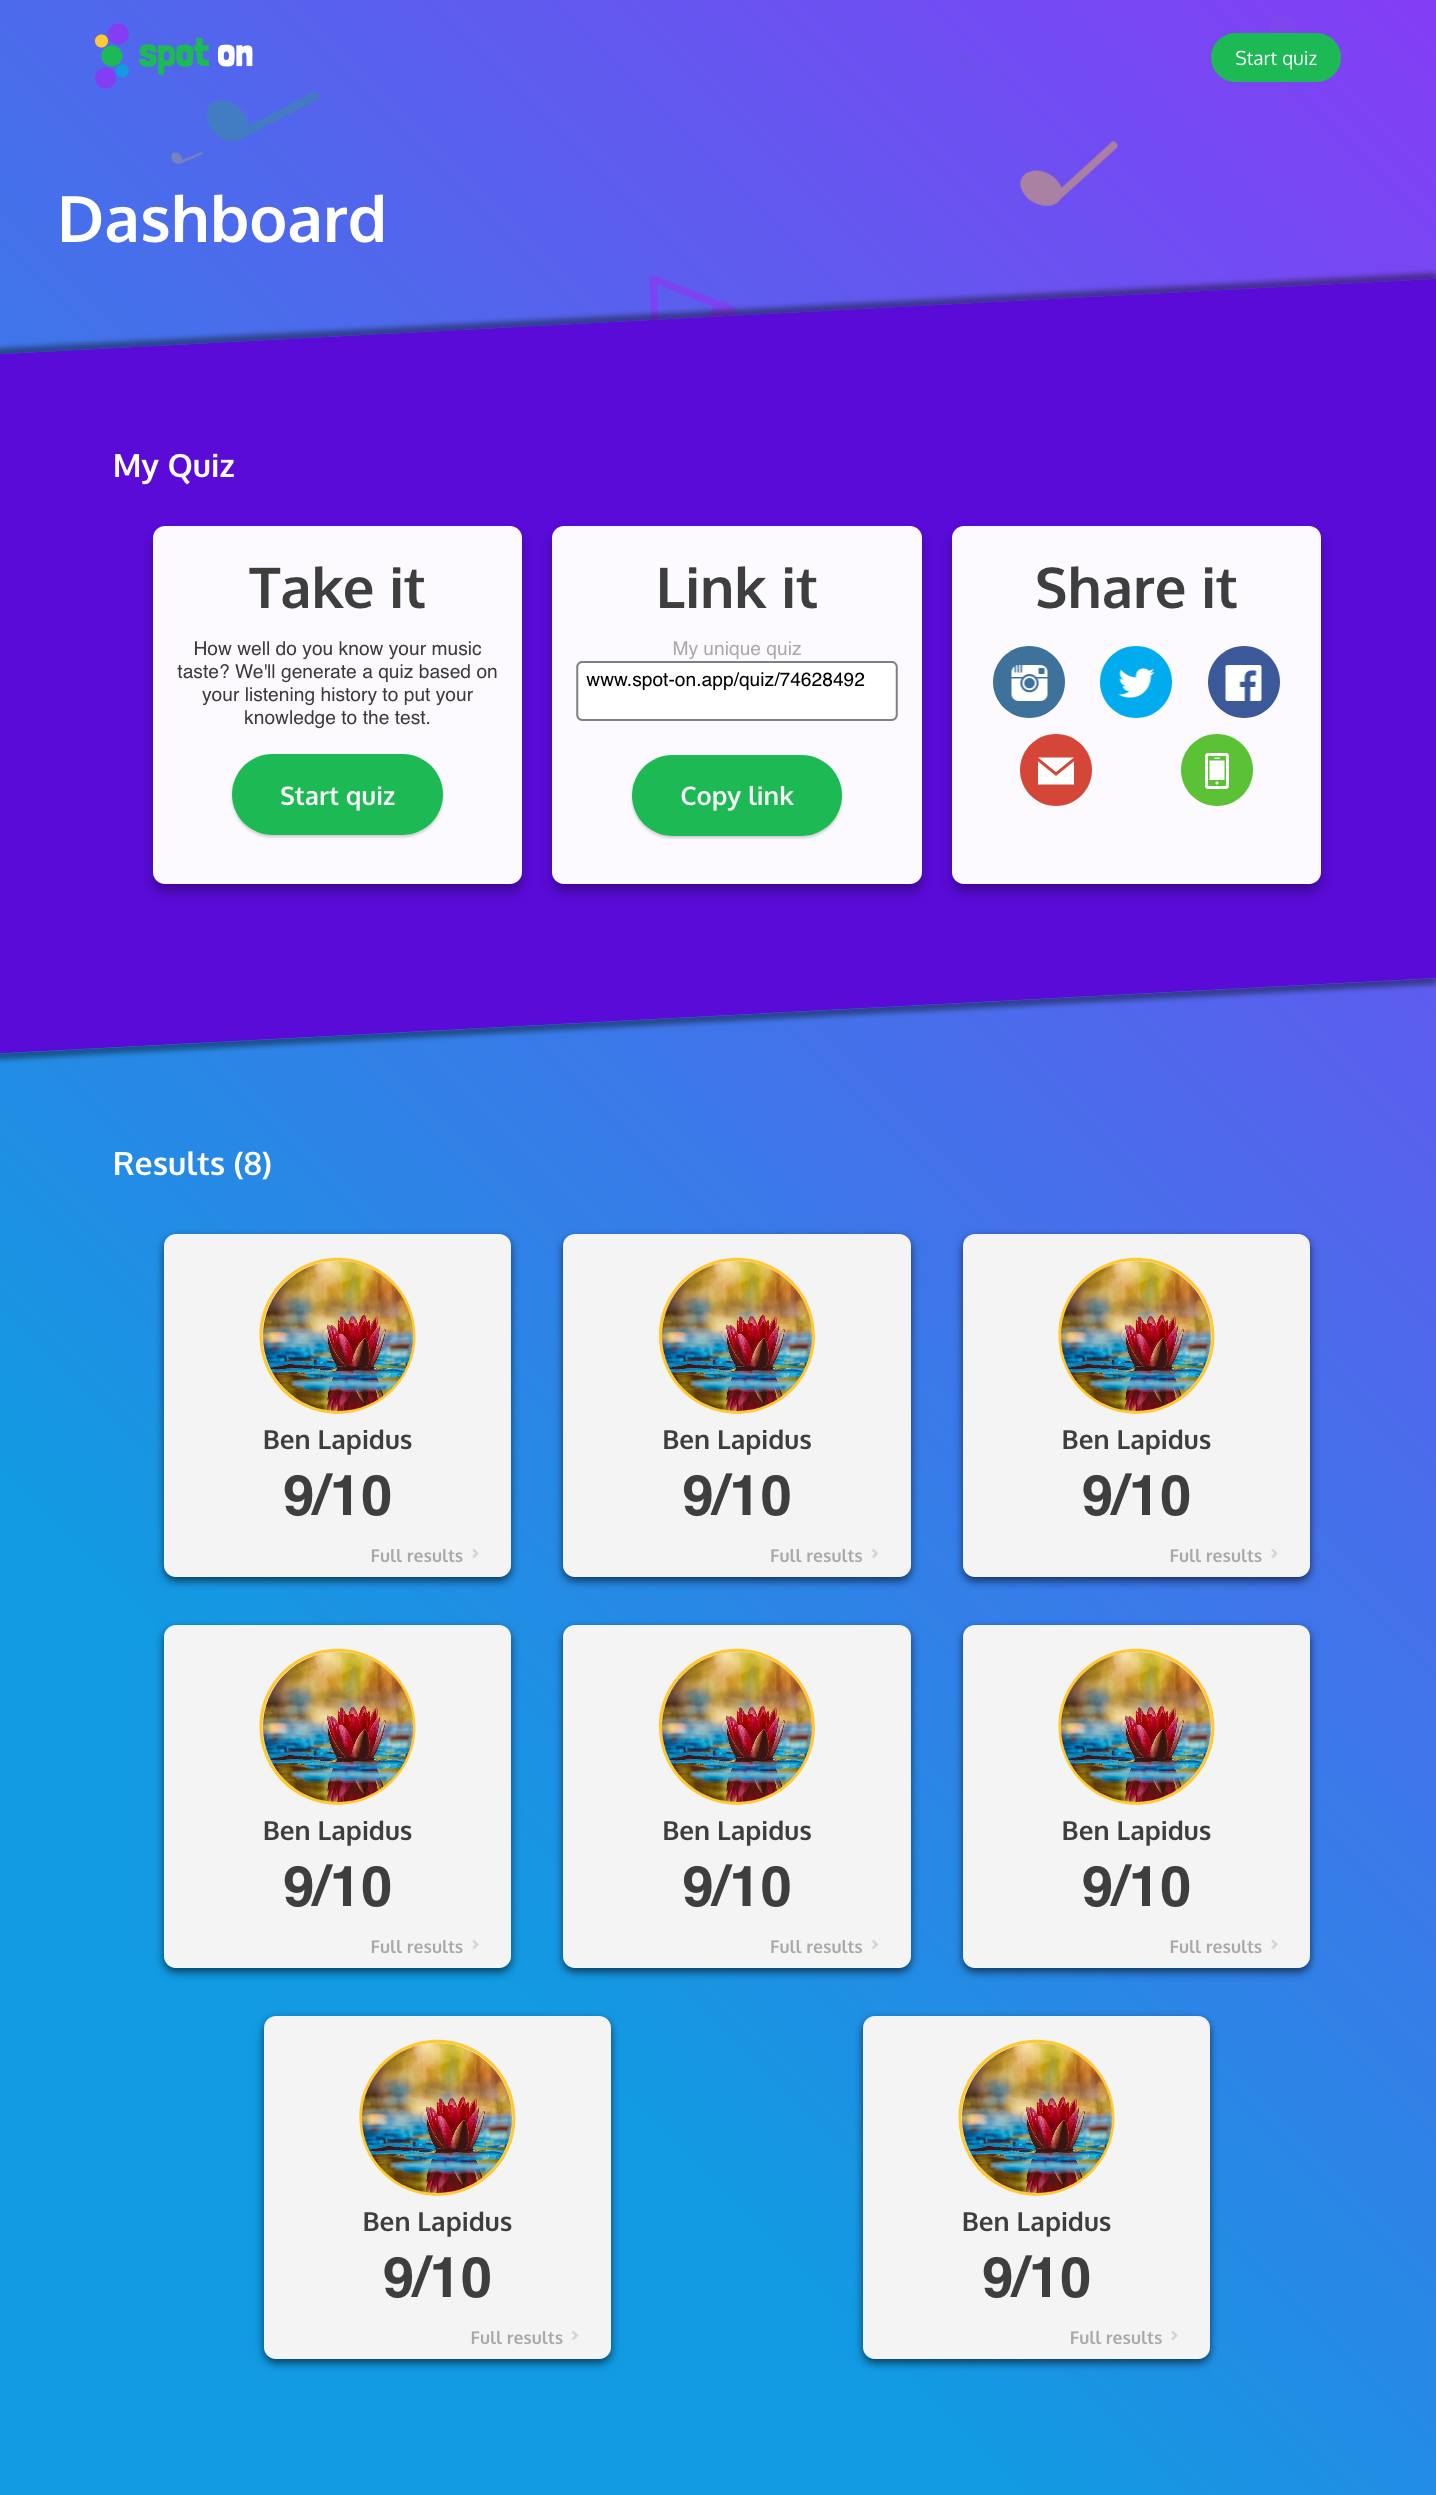 spot on
Start quiz
Dashboard
My Quiz
Take it
How well do you know your music
taste? We'll generate a quiz based on
your listening history to put your
knowledge to the test.
Start quiz
Link it
My unique quiz
www.spot-on.app/quiz/74628492
Copy link
Share it
Results (8)
Ben Lapidus
9/10
Full results
Ben Lapidus
9/10
Full results
Ben Lapidus
9/10
Full results
Ben Lapidus
9/10
Full results
Ben Lapidus
9/10
Full results
Ben Lapidus
9/10
Full results
Ben Lapidus
9/10
Full results
Ben Lapidus
9/10
Full results